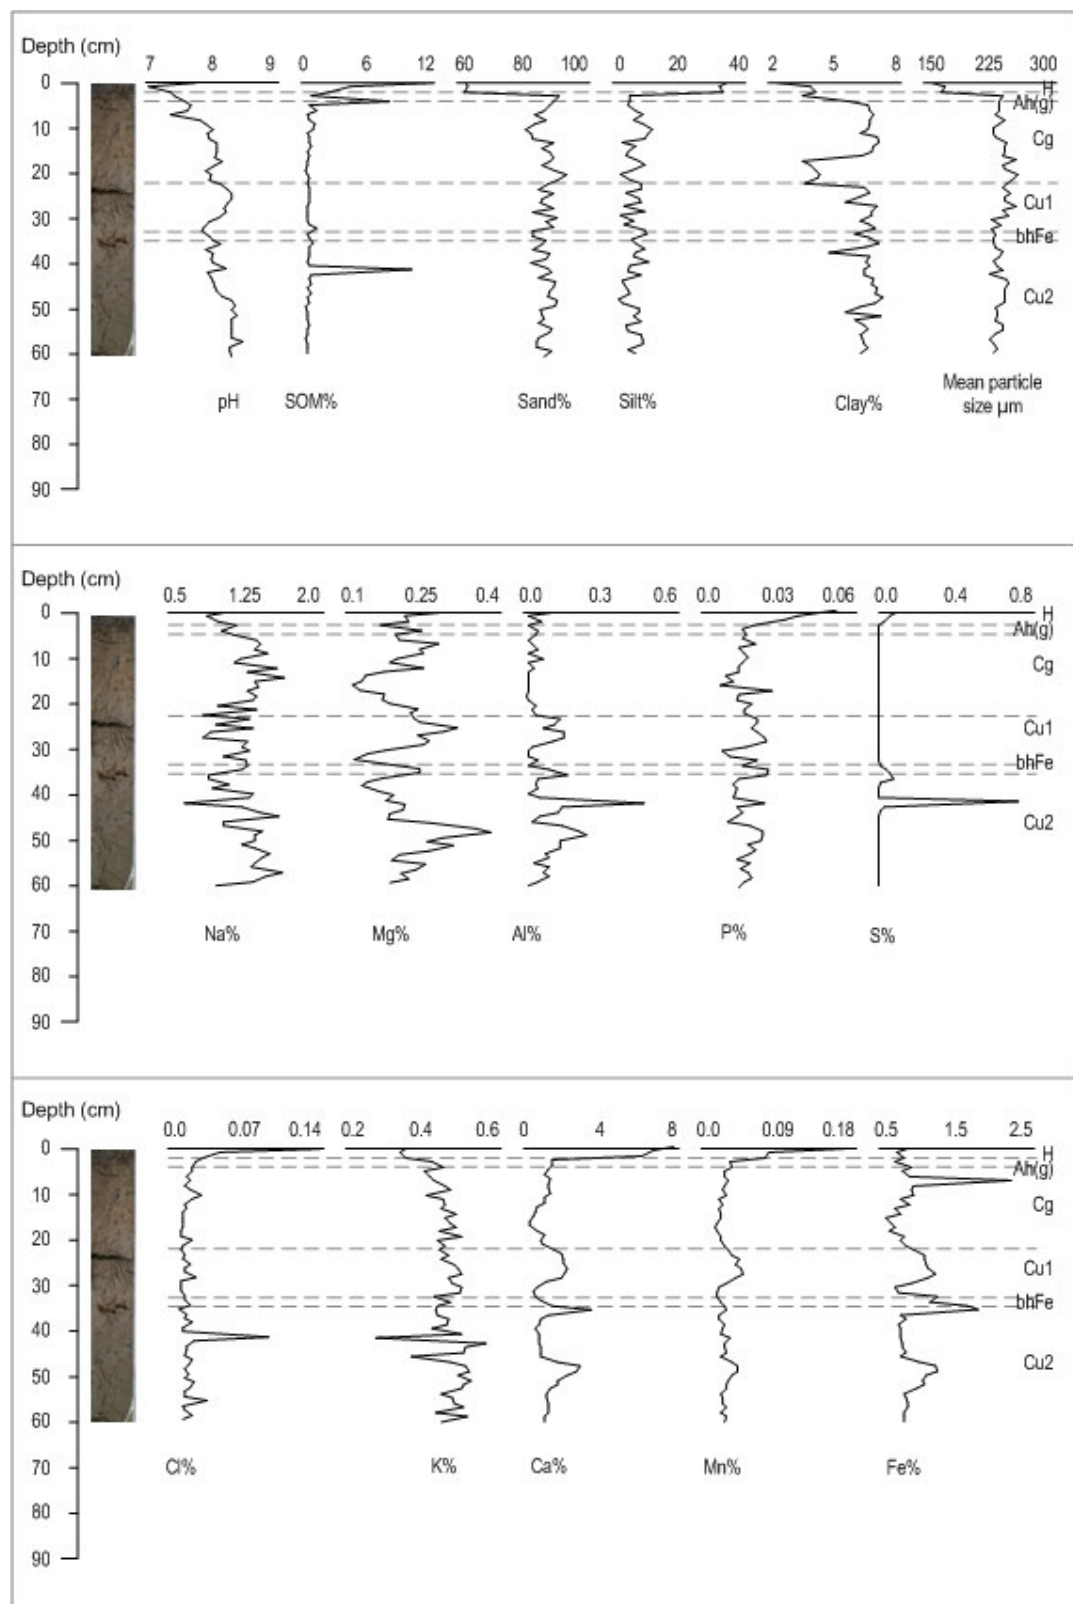 Depth (cm)
7 8 9 0 6 12 60 80 100 0 20 40 2 5 8 150 225 300
0
H
Ah(g)
10
Cg
20
Cu1
30
bhFe
40
Cu2
50
60
Mean particle
pH SOM% Sand% Silt% Clay% size µm
70
80
90
Depth (cm)
0.5 1.25 2.0 0.1 0.25 0.4 0.0 0.3 0.6 0.0 0.03 0.06 0.0 0.4 0.8
0
H
Ah(g)
10
Cg
20
Cu1
30
bhFe
40
Cu2
50
60
70
Na% Mg% Al% P% S%
80
90
Depth (cm)
0.0 0.07 0.14 0.2 0.4 0.6 0 4 8 0.0 0.09 0.18 0.5 1.5 2.5
0
H
Ah(g)
10
Cg
20
Cu1
30
bhFe
40
Cu2
50
60
70
Cl% K% Ca% Mn% Fe%
80
90